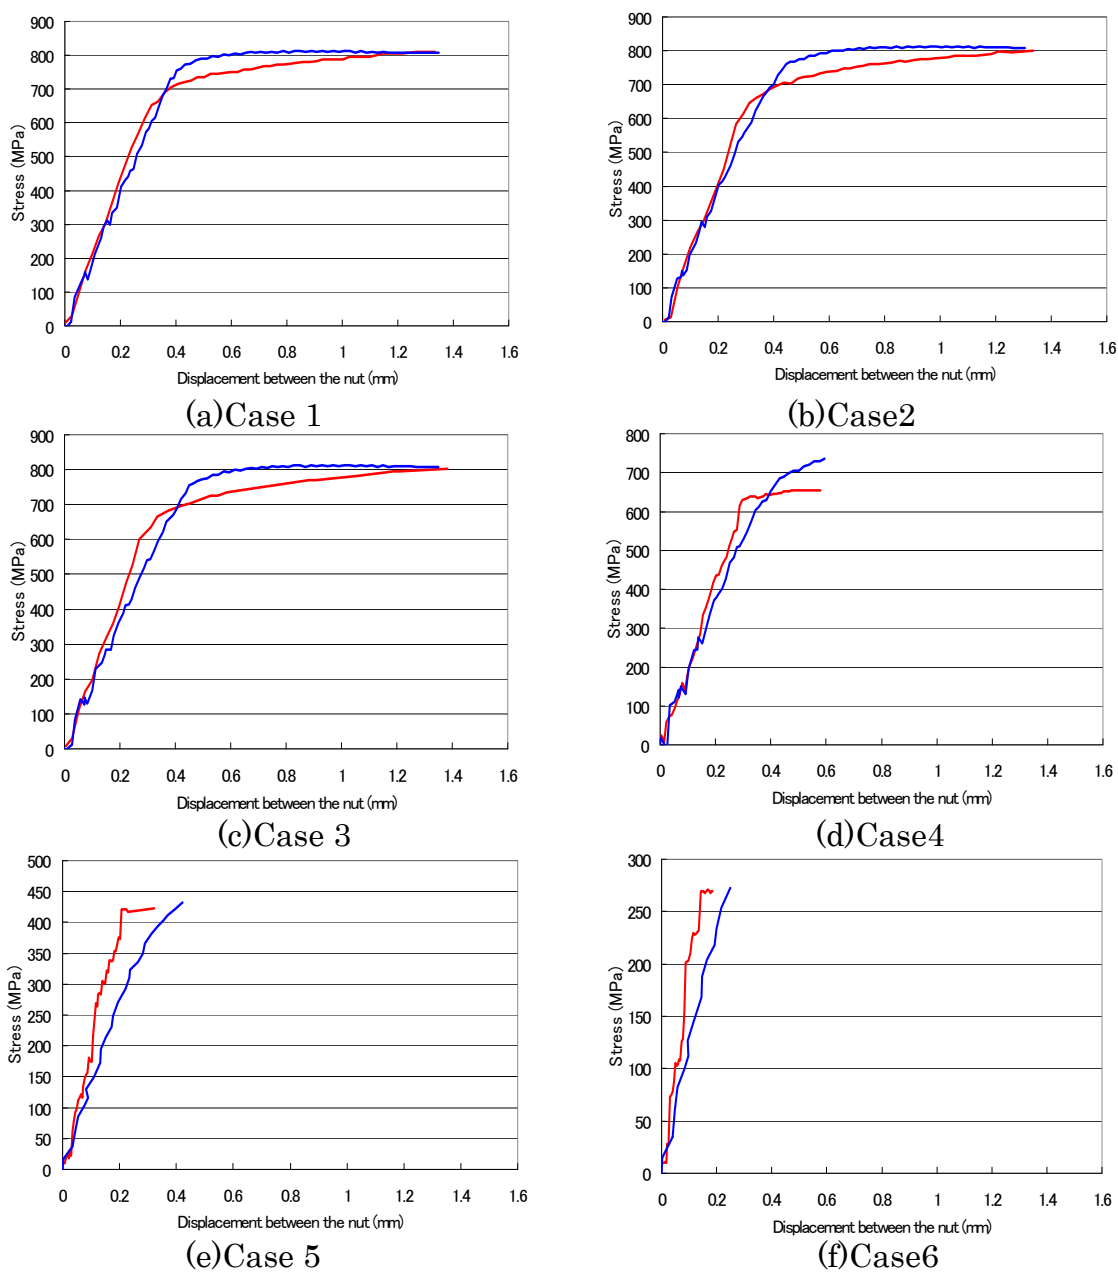 900
800
700
600
500
400
300
200
100
0
Stress (MPa)
0 0.2 0.4 0.6 0.8 1 1.2 1.4 1.6
Displacement between the nut (mm)
(a)Case 1
900
800
700
600
500
400
300
200
100
0
Stress (MPa)
0 0.2 0.4 0.6 0.8 1 1.2 1.4 1.6
Displacement between the nut (mm)
(b)Case2
900
800
700
600
500
400
300
200
100
0
Stress (MPa)
0 0.2 0.4 0.6 0.8 1 1.2 1.4 1.6
Displacement between the nut (mm)
(c)Case 3
800
700
600
500
400
300
200
100
0
Stress (MPa)
0 0.2 0.4 0.6 0.8 1 1.2 1.4 1.6
Displacement between the nut (mm)
(d)Case4
500
450
400
350
300
250
200
150
100
50
0
Stress (MPa)
0 0.2 0.4 0.6 0.8 1 1.2 1.4 1.6
Displacement between the nut (mm)
(e)Case 5
300
250
200
150
100
50
0
Stress (MPa)
0 0.2 0.4 0.6 0.8 1 1.2 1.4 1.6
Displacement between the nut (mm)
(f)Case6